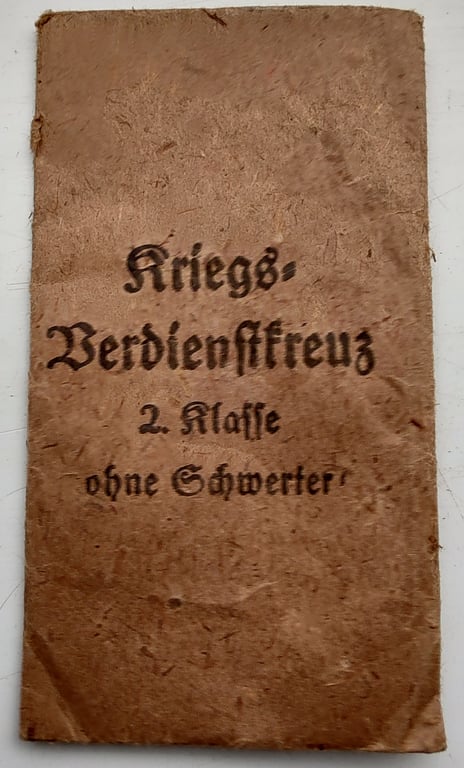 Kriegs-
Verdienstkreuz
2. Klasse
ohne Schwerter